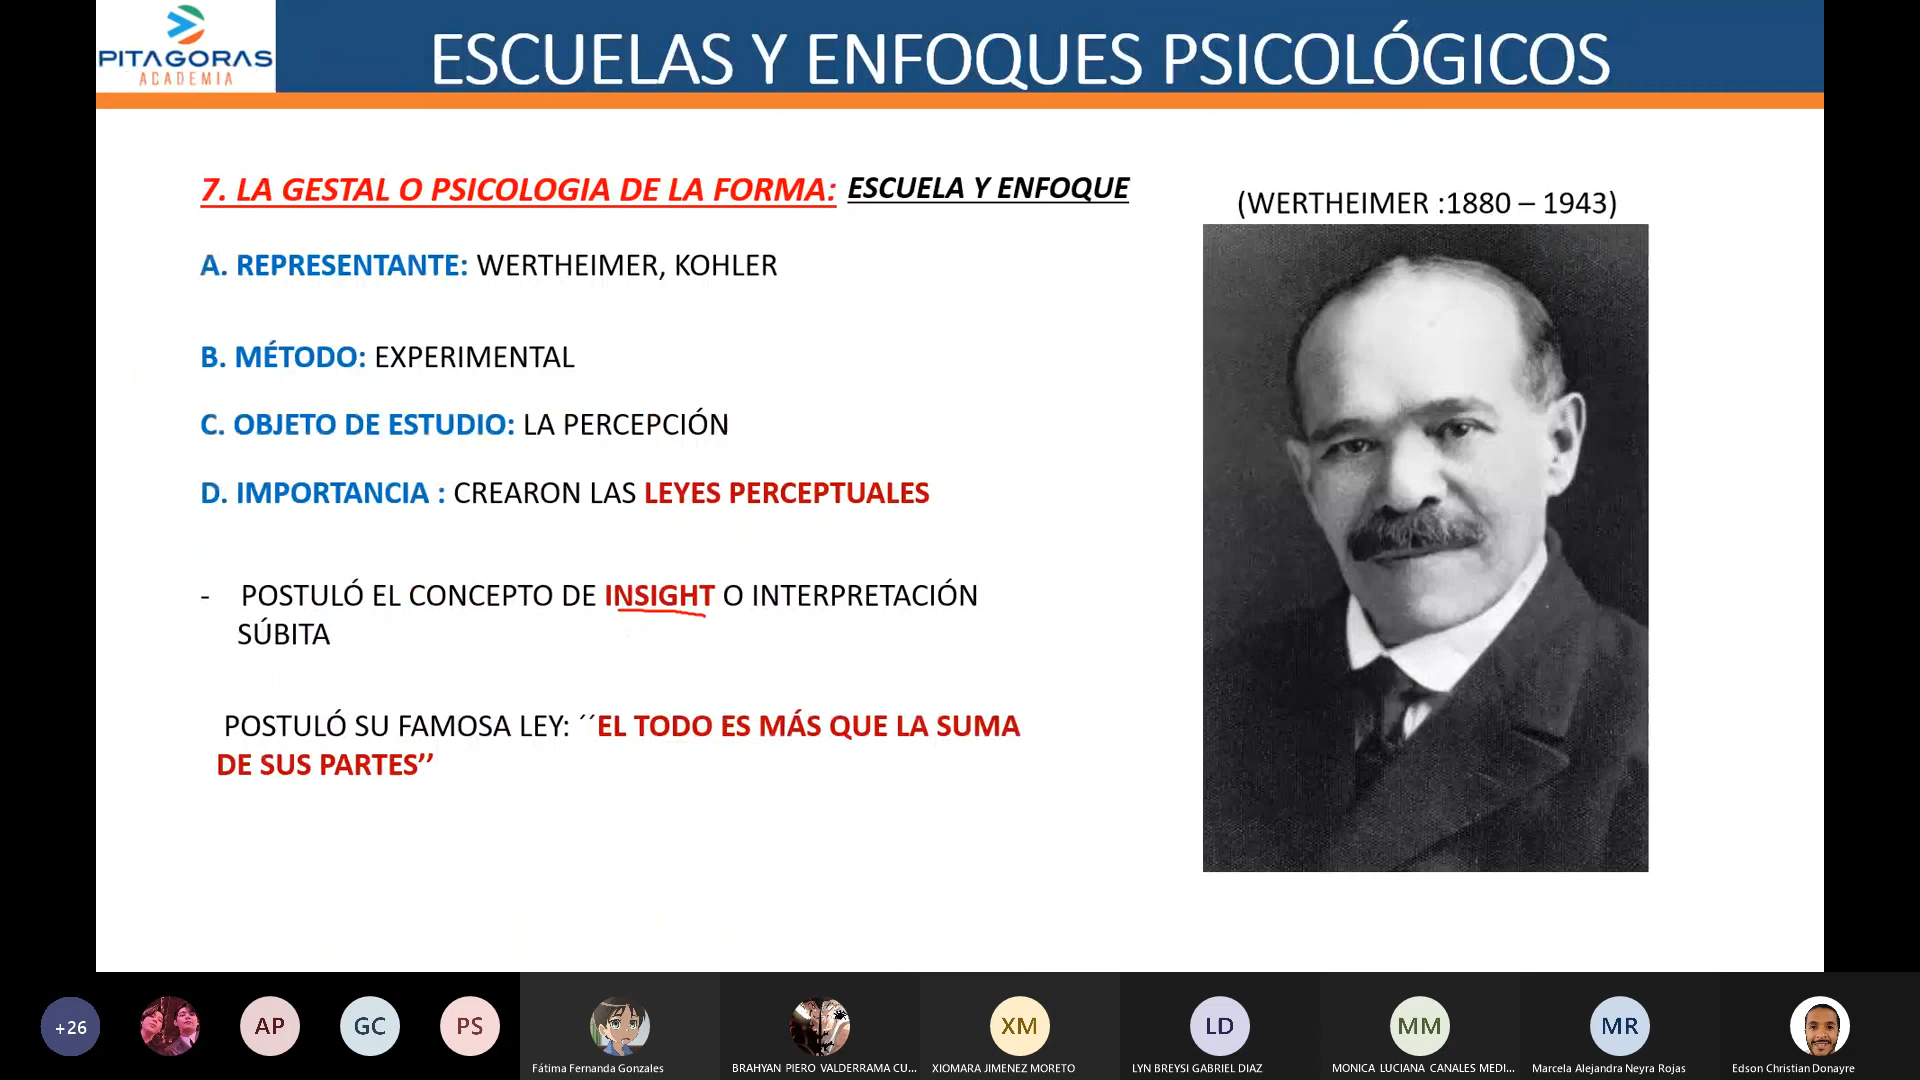 PITAGORAS
ACADEMIA
ESCUELAS Y ENFOQUES PSICOLÓGICOS
7. LA GESTAL O PSICOLOGIA DE LA FORMA: ESCUELA Y ENFOQUE
(WERTHEIMER :1880 – 1943)
A. REPRESENTANTE: WERTHEIMER, KOHLER
B. MÉTODO: EXPERIMENTAL
C. OBJETO DE ESTUDIO: LA PERCEPCIÓN
D. IMPORTANCIA : CREARON LAS LEYES PERCEPTUALES
- POSTULÓ EL CONCEPTO DE INSIGHT O INTERPRETACIÓN
SÚBITA
POSTULÓ SU FAMOSA LEY: ´´EL TODO ES MÁS QUE LA SUMA
DE SUS PARTES’’
+26
AP
GC
PS
XM
LD
MM
MR
Fátima Fernanda Gonzales
BRAHYAN PIERO VALDERRAMA CU...
XIOMARA JIMENEZ MORETO
LYN BREYSI GABRIEL DIAZ
MONICA LUCIANA CANALES MEDI...
Marcela Alejandra Neyra Rojas
Edson Christian Donayre